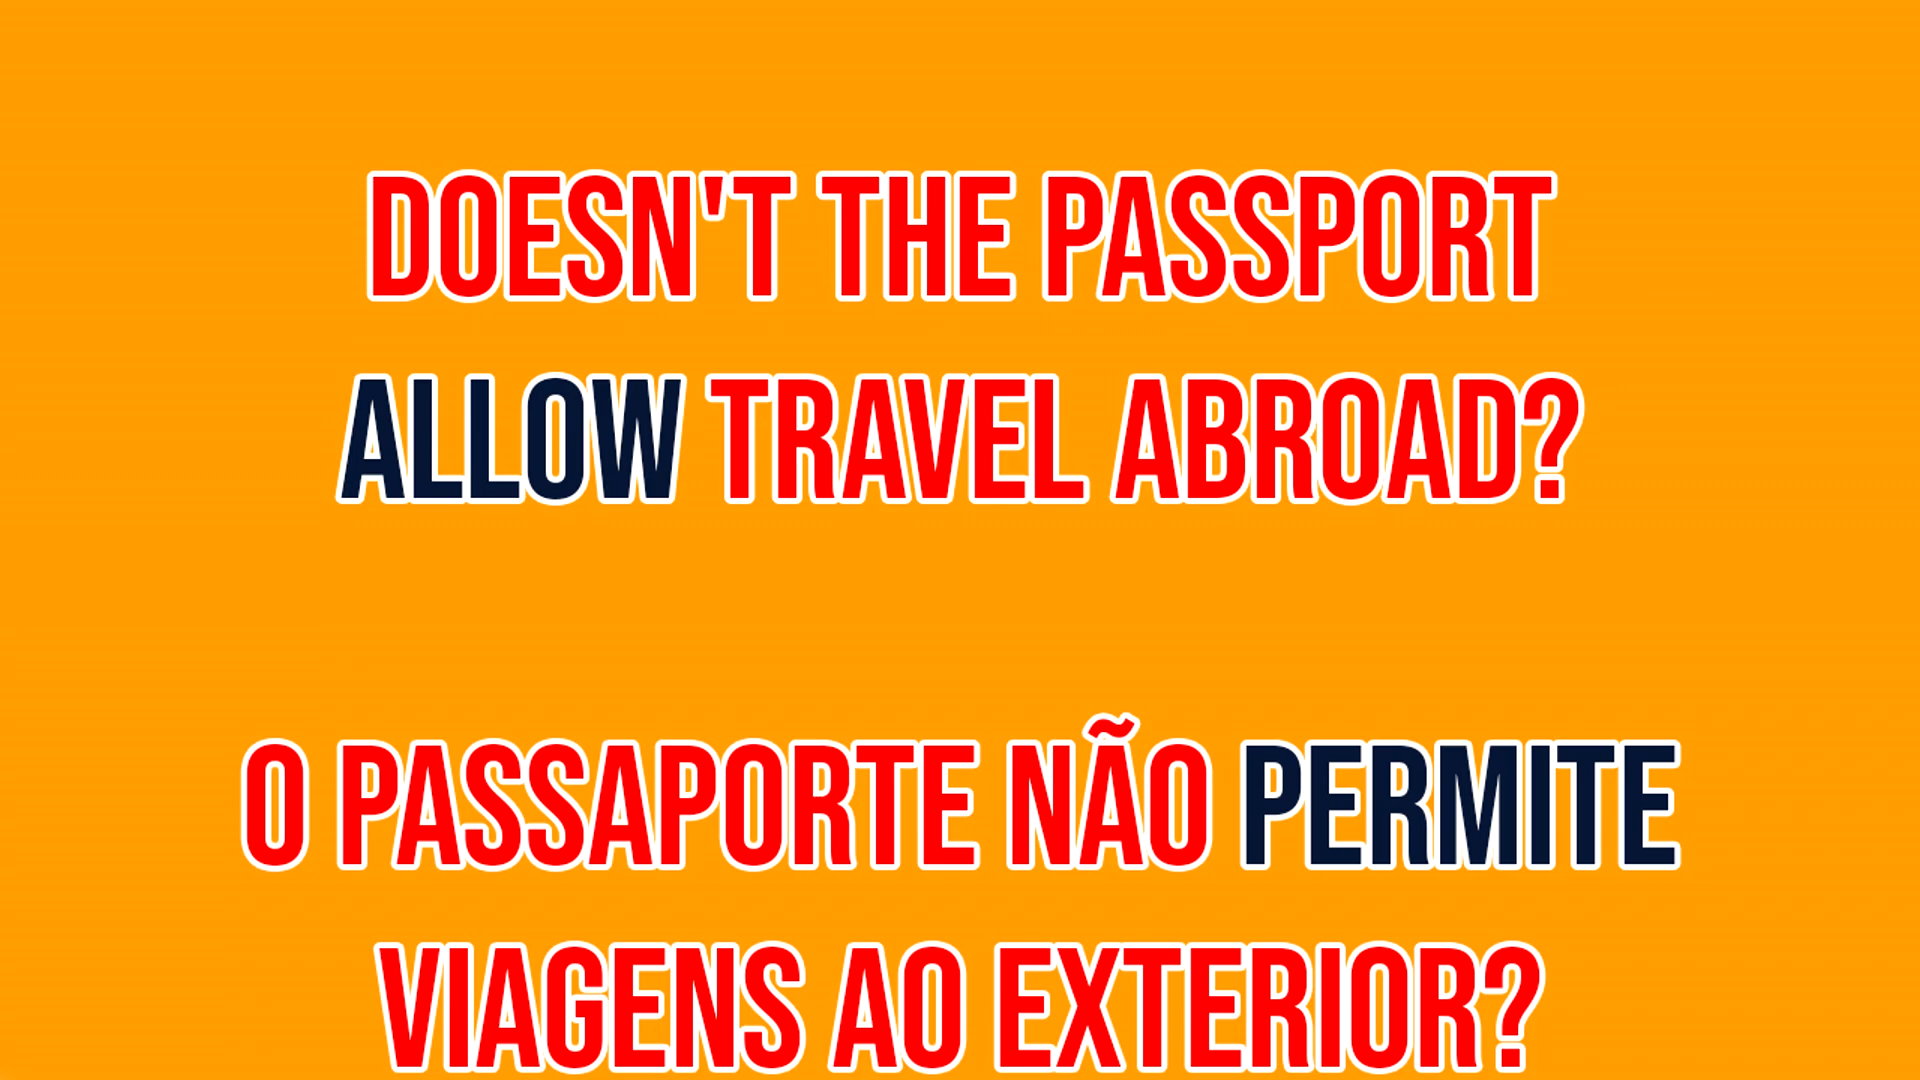 DOESN'T THE PASSPORT
ALLOW TRAVEL ABROAD?
O PASSAPORTE NÃO PERMITE
VIAGENS AO EXTERIOR?